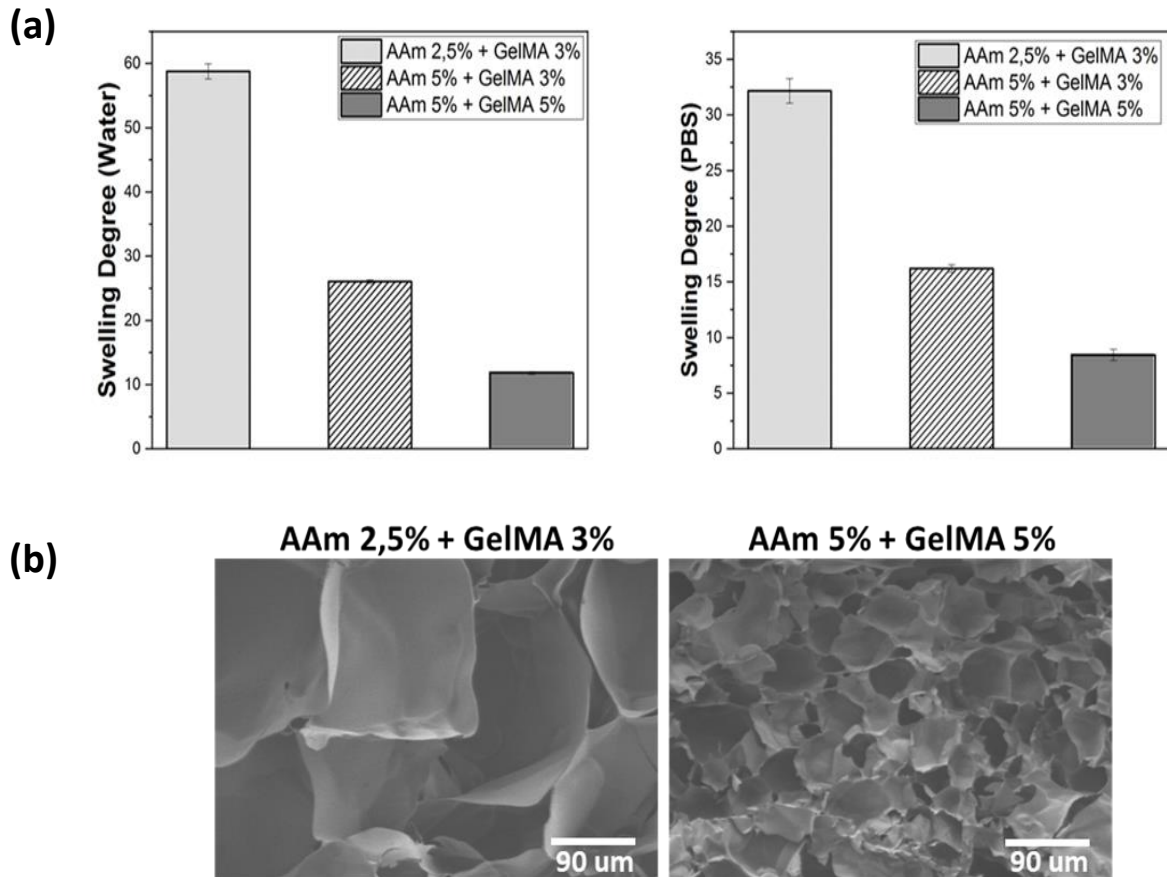 (a)
Swelling Degree (Water)
60
50
40
30
20
10
0
AAm 2,5% + GelMA 3%
AAm 5% + GelMA 3%
AAm 5% + GelMA 5%
Swelling Degree (PBS)
35
30
25
20
15
10
5
0
AAm 2,5% + GelMA 3%
AAm 5% + GelMA 3%
AAm 5% + GelMA 5%
(b)
AAm 2,5% + GelMA 3%
90 um
AAm 5% + GelMA 5%
90 um